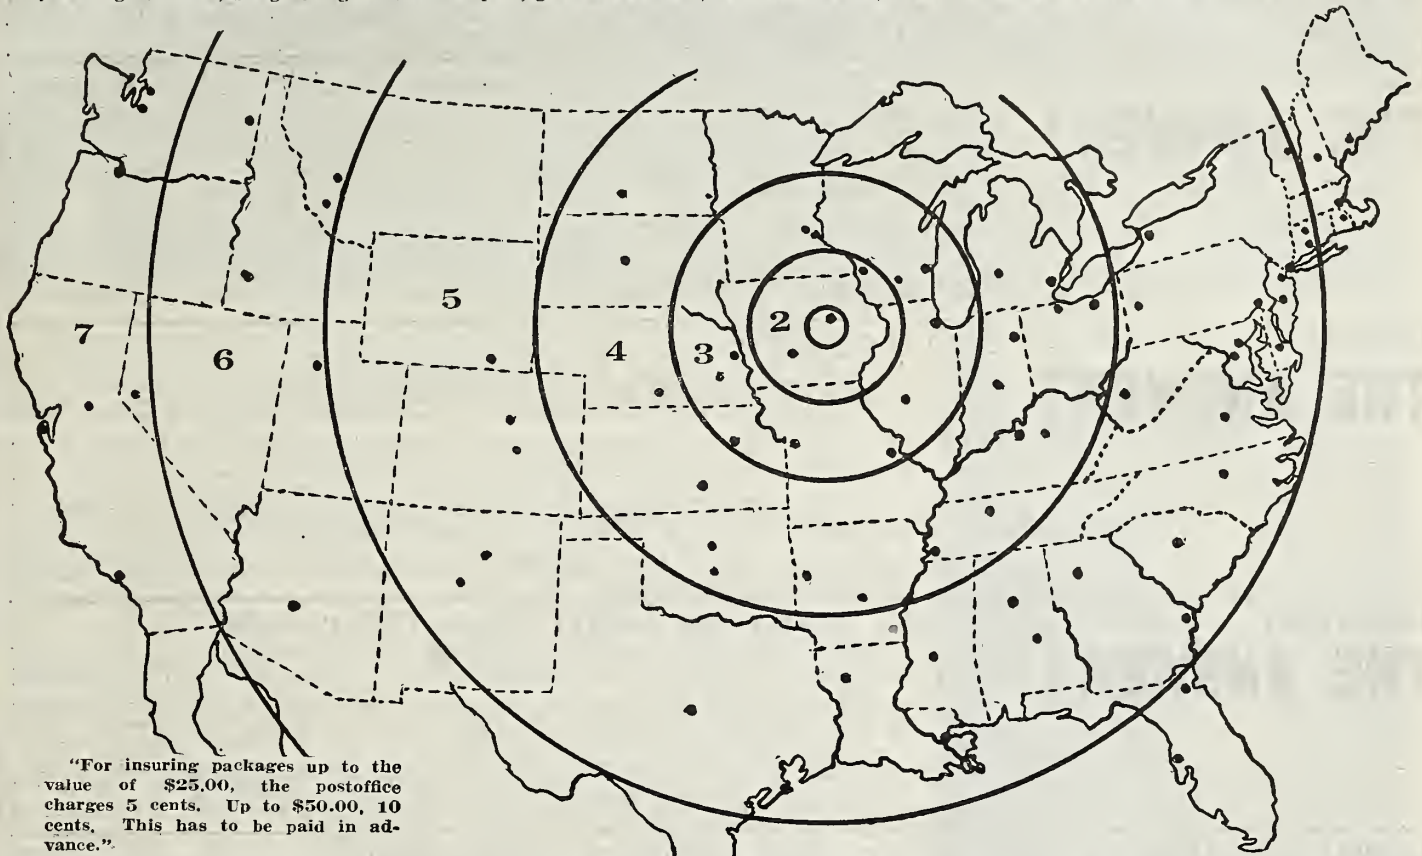 5
7
6
4
3
2
"For insuring packages up to the
value of $25.00, the postoffice
charges 5 cents. Up to $50.00, 10
cents. This has to be paid in ad-
vance."